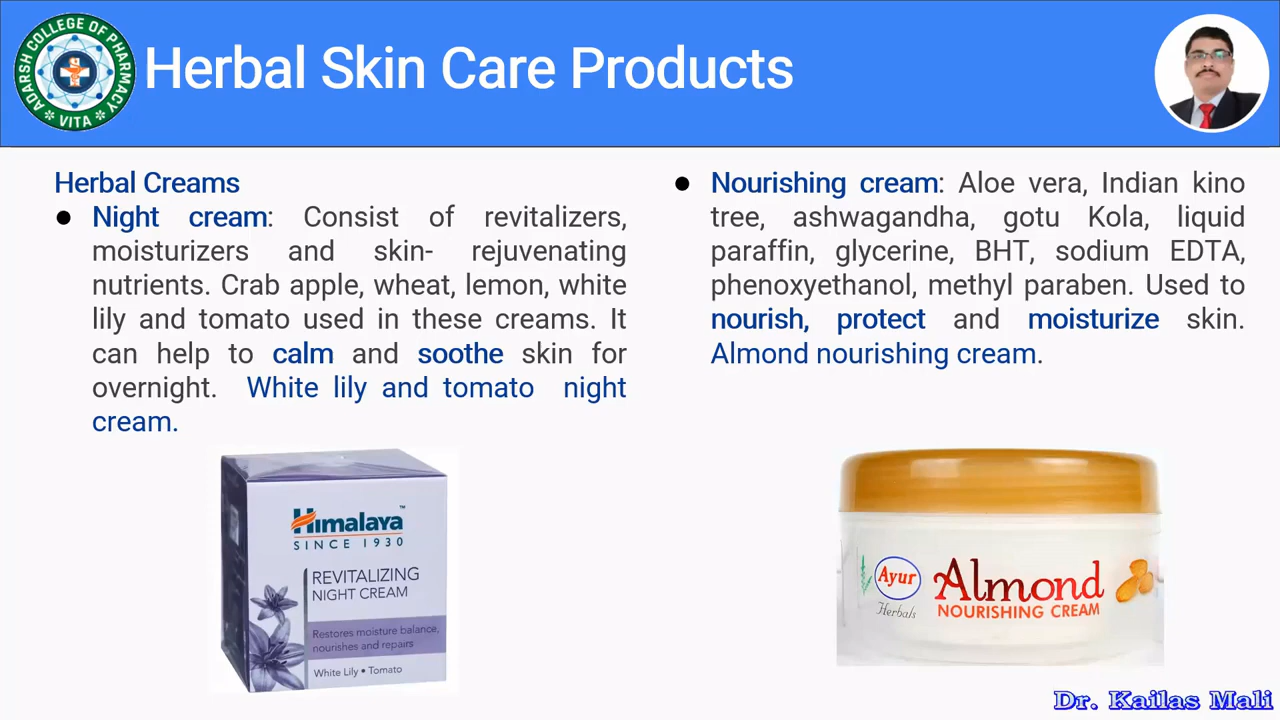 ADARSH COLLEGE OF PHARMACY
VITA
Herbal Skin Care Products
Herbal Creams
● Night cream: Consist of revitalizers,
moisturizers and skin- rejuvenating
nutrients. Crab apple, wheat, lemon, white
lily and tomato used in these creams. It
can help to calm and soothe skin for
overnight. White lily and tomato night
cream.
Himalaya™
SINCE 1930
REVITALIZING
NIGHT CREAM
Restores moisture balance,
nourishes and repairs
White Lily • Tomato
● Nourishing cream: Aloe vera, Indian kino
tree, ashwagandha, gotu Kola, liquid
paraffin, glycerine, BHT, sodium EDTA,
phenoxyethanol, methyl paraben. Used to
nourish, protect and moisturize skin.
Almond nourishing cream.
Ayur
Herbals
Almond
NOURISHING CREAM
Dr. Kailas Mali